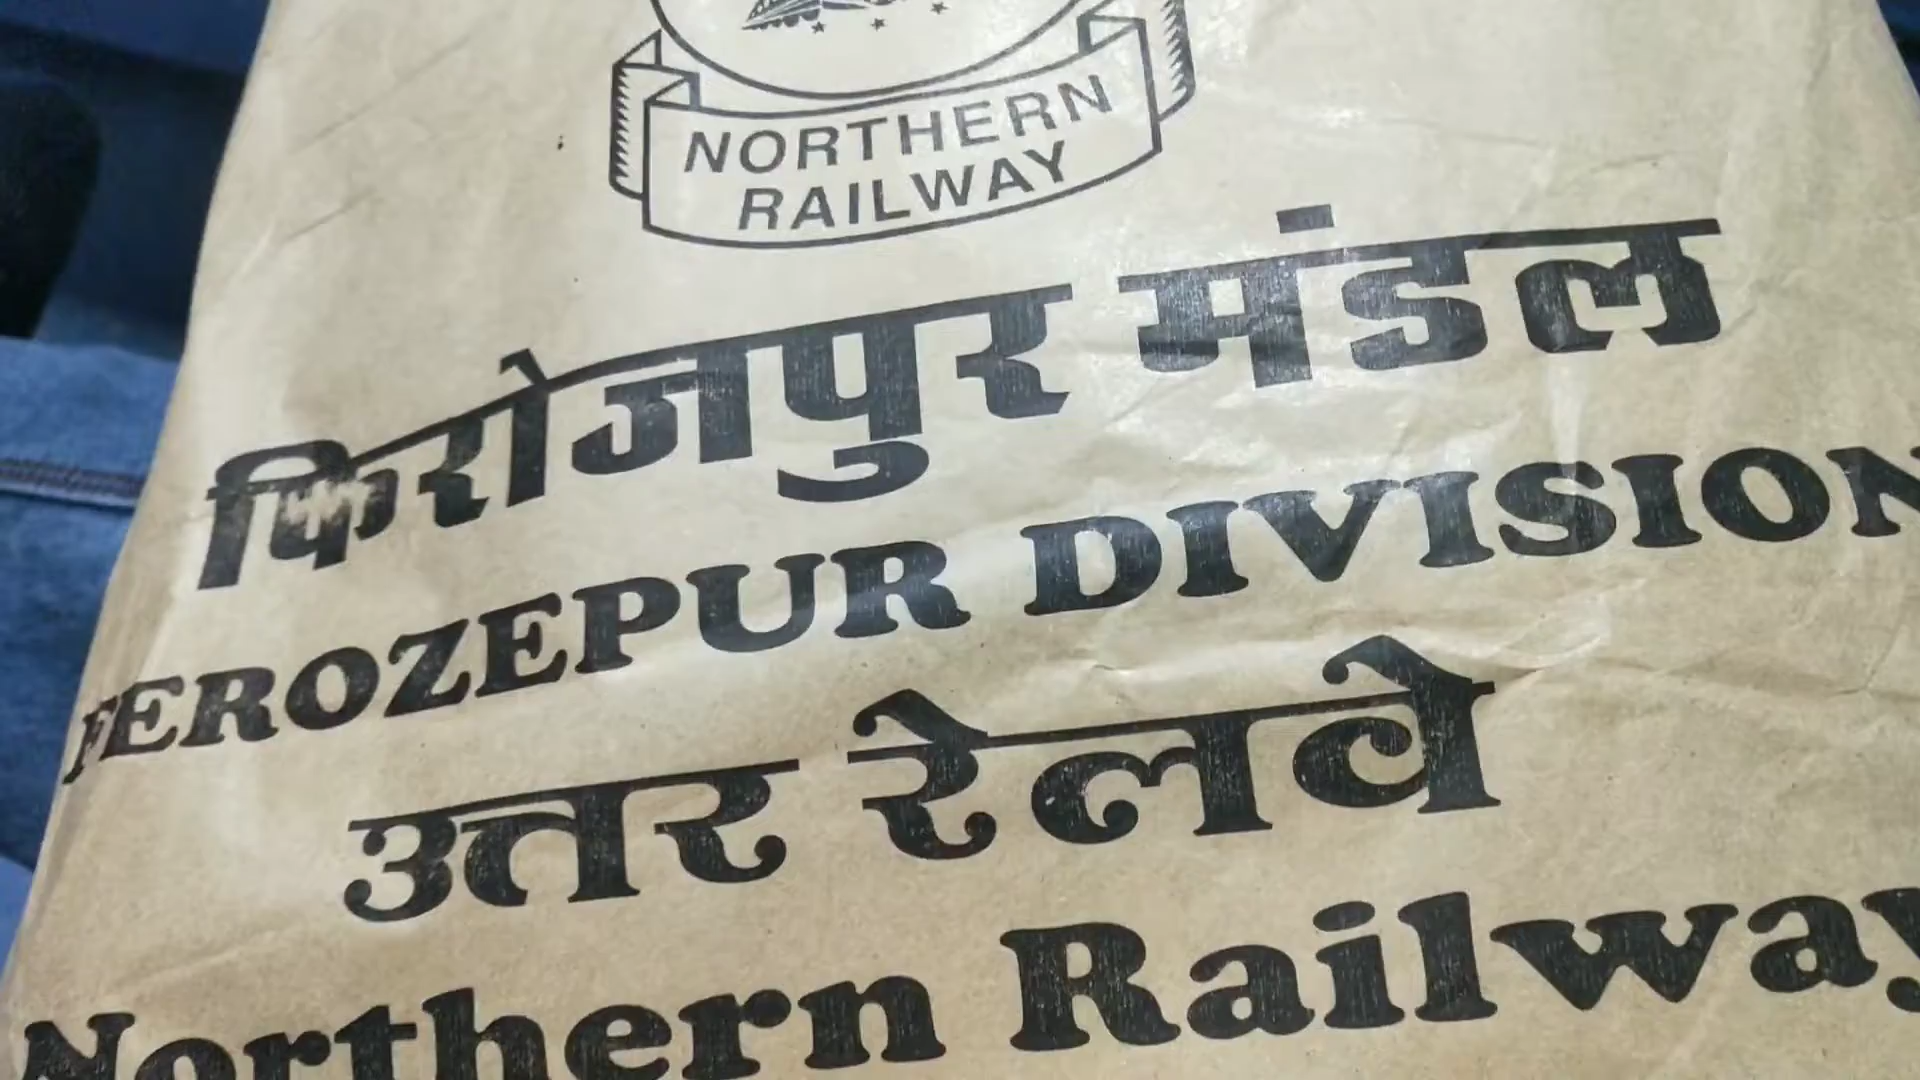 NORTHERN
RAILWAY
फिरोजपुर मंडल
FEROZEPUR DIVISION
उत्तर रेलवे
Northern Railway